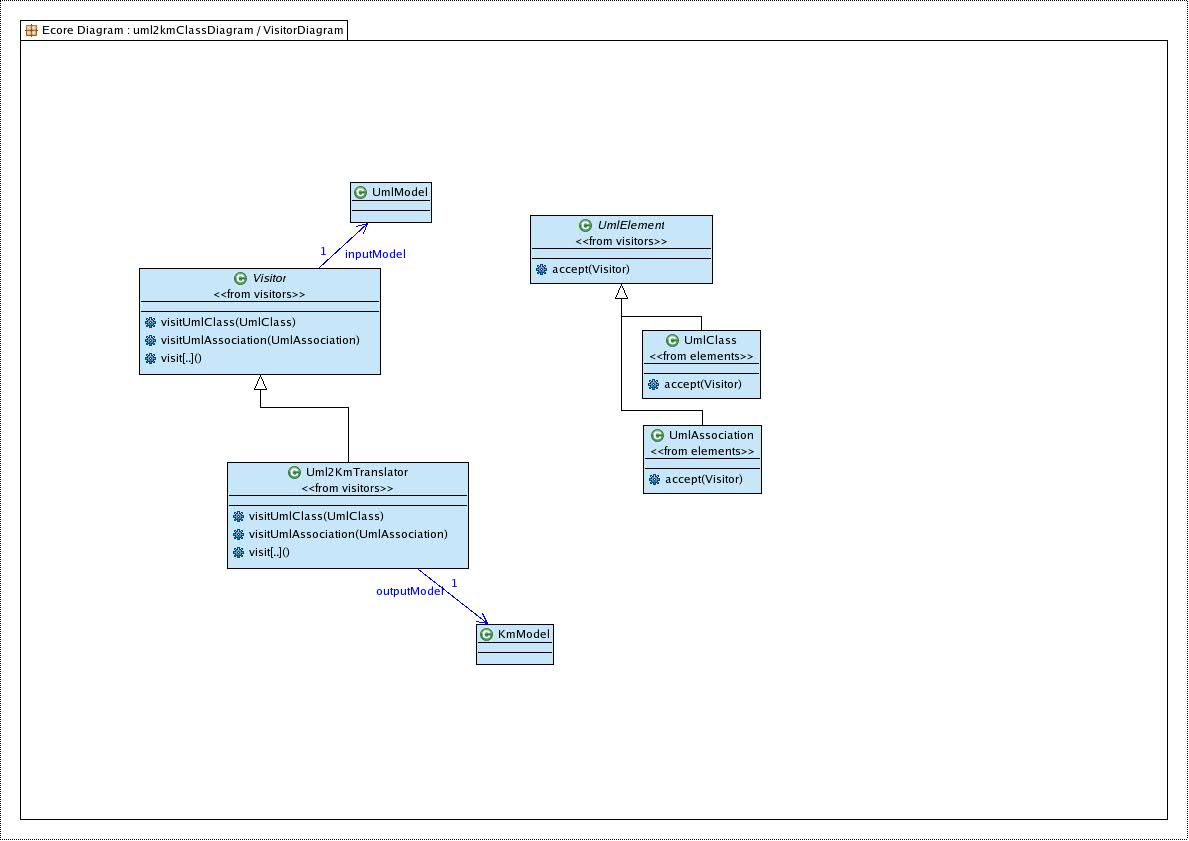 Ecore Diagram : uml2kmClassDiagram / VisitorDiagram
UmlModel
1
inputModel
Visitor
<<from visitors>>
visitUmlClass(UmlClass)
visitUmlAssociation(UmlAssociation)
visit[..]()
UmlElement
<<from visitors>>
accept(Visitor)
UmlClass
<<from elements>>
accept(Visitor)
UmlAssociation
<<from elements>>
accept(Visitor)
Uml2KmTranslator
<<from visitors>>
visitUmlClass(UmlClass)
visitUmlAssociation(UmlAssociation)
visit[..]()
1
outputModel
KmModel